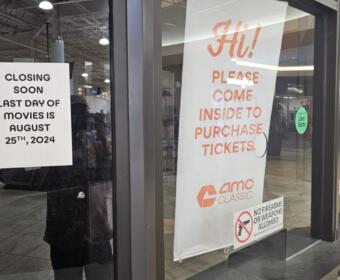 CLOSING
SOON
LAST DAY OF
MOVIES IS
AUGUST
25TH, 2024
Hi!
PLEASE
COME
INSIDE TO
PURCHASE
TICKETS.
amc
CLASSIC
NO FIREARMS
OR WEAPONS
ALLOWED